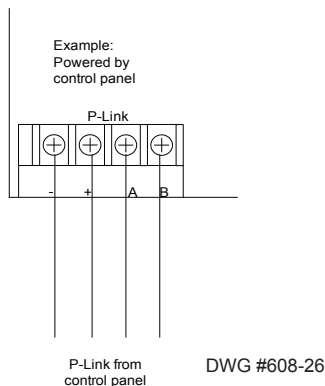 Example:
Powered by
control panel
P-Link
- + A B
P-Link from
control panel
DWG #608-26